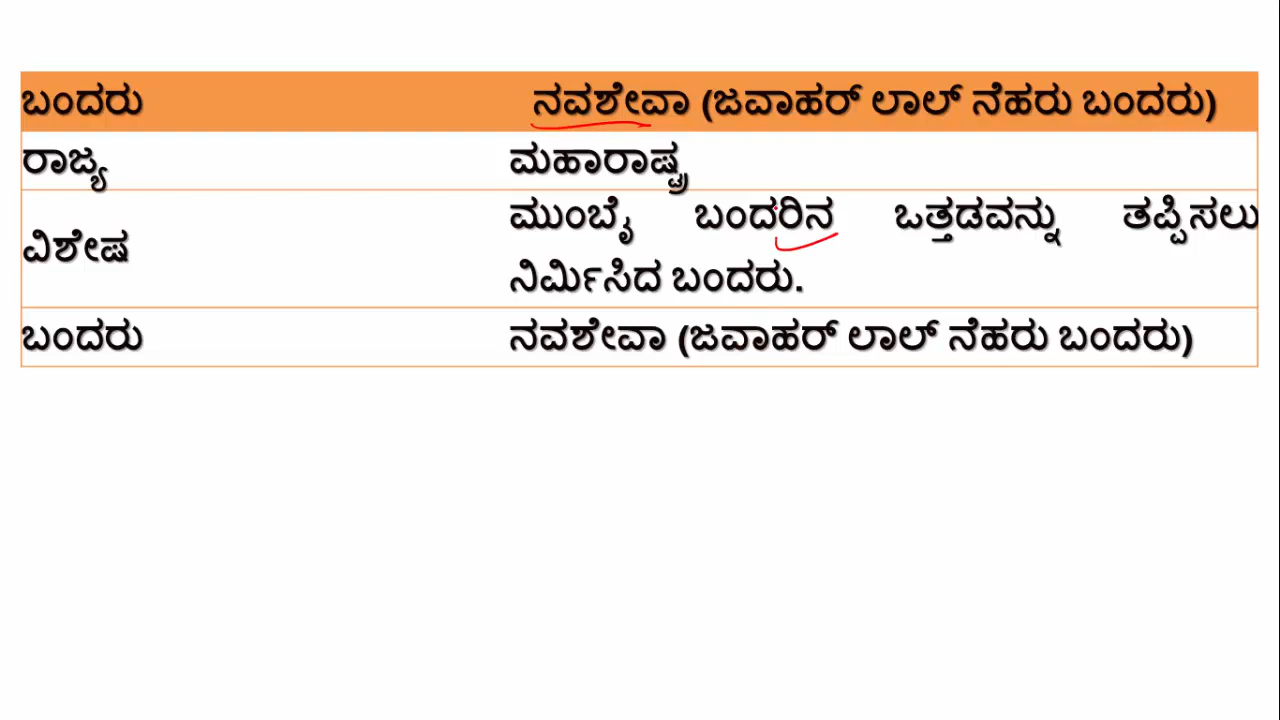 ಬಂದರು ನವಶೇವಾ (ಜವಾಹರ್ ಲಾಲ್ ನೆಹರು ಬಂದರು)
ರಾಜ್ಯ ಮಹಾರಾಷ್ಟ್ರ
ವಿಶೇಷ ಮುಂಬೈ ಬಂದರಿನ ಒತ್ತಡವನ್ನು ತಪ್ಪಿಸಲು
ನಿರ್ಮಿಸಿದ ಬಂದರು.
ಬಂದರು ನವಶೇವಾ (ಜವಾಹರ್ ಲಾಲ್ ನೆಹರು ಬಂದರು)